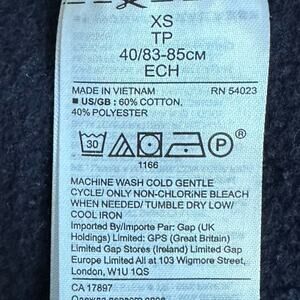 XS
TP
40/83-85см
ECH
MADE IN VIETNAM RN 54023
■ US/GB : 60% COTTON,
40% POLYESTER
30
®
1166
MACHINE WASH COLD GENTLE
CYCLE/ ONLY NON-CHLORINE BLEACH
WHEN NEEDED/ TUMBLE DRY LOW/
COOL IRON
Imported By/Importe Par: Gap (UK
Holdings) Limited: GPS (Great Britain)
Limited Gap Stores (Ireland) Limited Gap
Europe Limited All at 103 Wigmore Street,
London, W1U 1QS
CA 17897